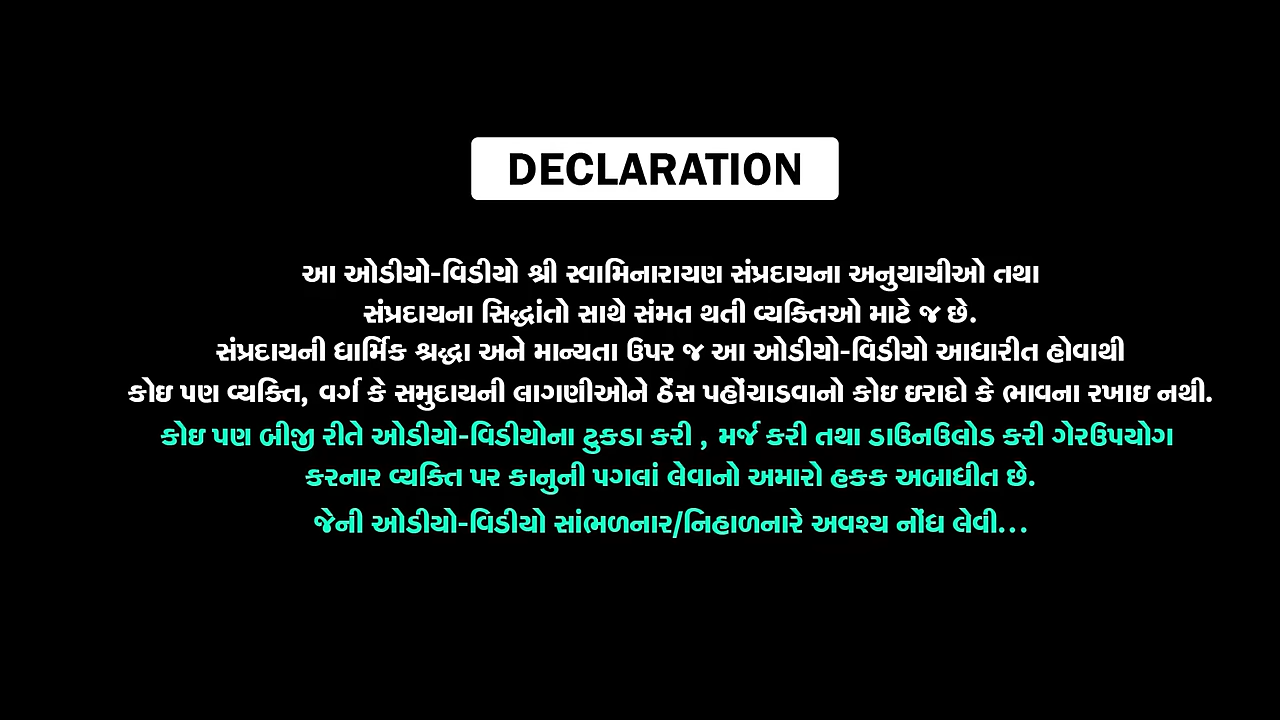 DECLARATION
આ ઓડીયો-વિડીયો શ્રી સ્વામિનારાયણ સંપ્રદાયના અનુયાયીઓ તથા
સંપ્રદાયના સિદ્ધાંતો સાથે સંમત થતી વ્યક્તિઓ માટે જ છે.
સંપ્રદાયની ધાર્મિક શ્રદ્ધા અને માન્યતા ઉપર જ આ ઓડીયો-વિડીયો આધારીત હોવાથી
કોઇ પણ વ્યક્તિ, વર્ગ કે સમુદાયની લાગણીઓને ઠેંસ પહોંચાડવાનો કોઇ ઇરાદો કે ભાવના રખાઇ નથી.
કોઇ પણ બીજી રીતે ઓડીયો-વિડીયોના ટુકડા કરી , મર્જ કરી તથા ડાઉનઉલોડ કરી ગેરઉપયોગ
કરનાર વ્યક્તિ પર કાનુની પગલાં લેવાનો અમારો હકક અબાધીત છે.
જેની ઓડીયો-વિડીયો સાંભળનાર/નિહાળનારે અવશ્ય નોંધ લેવી...